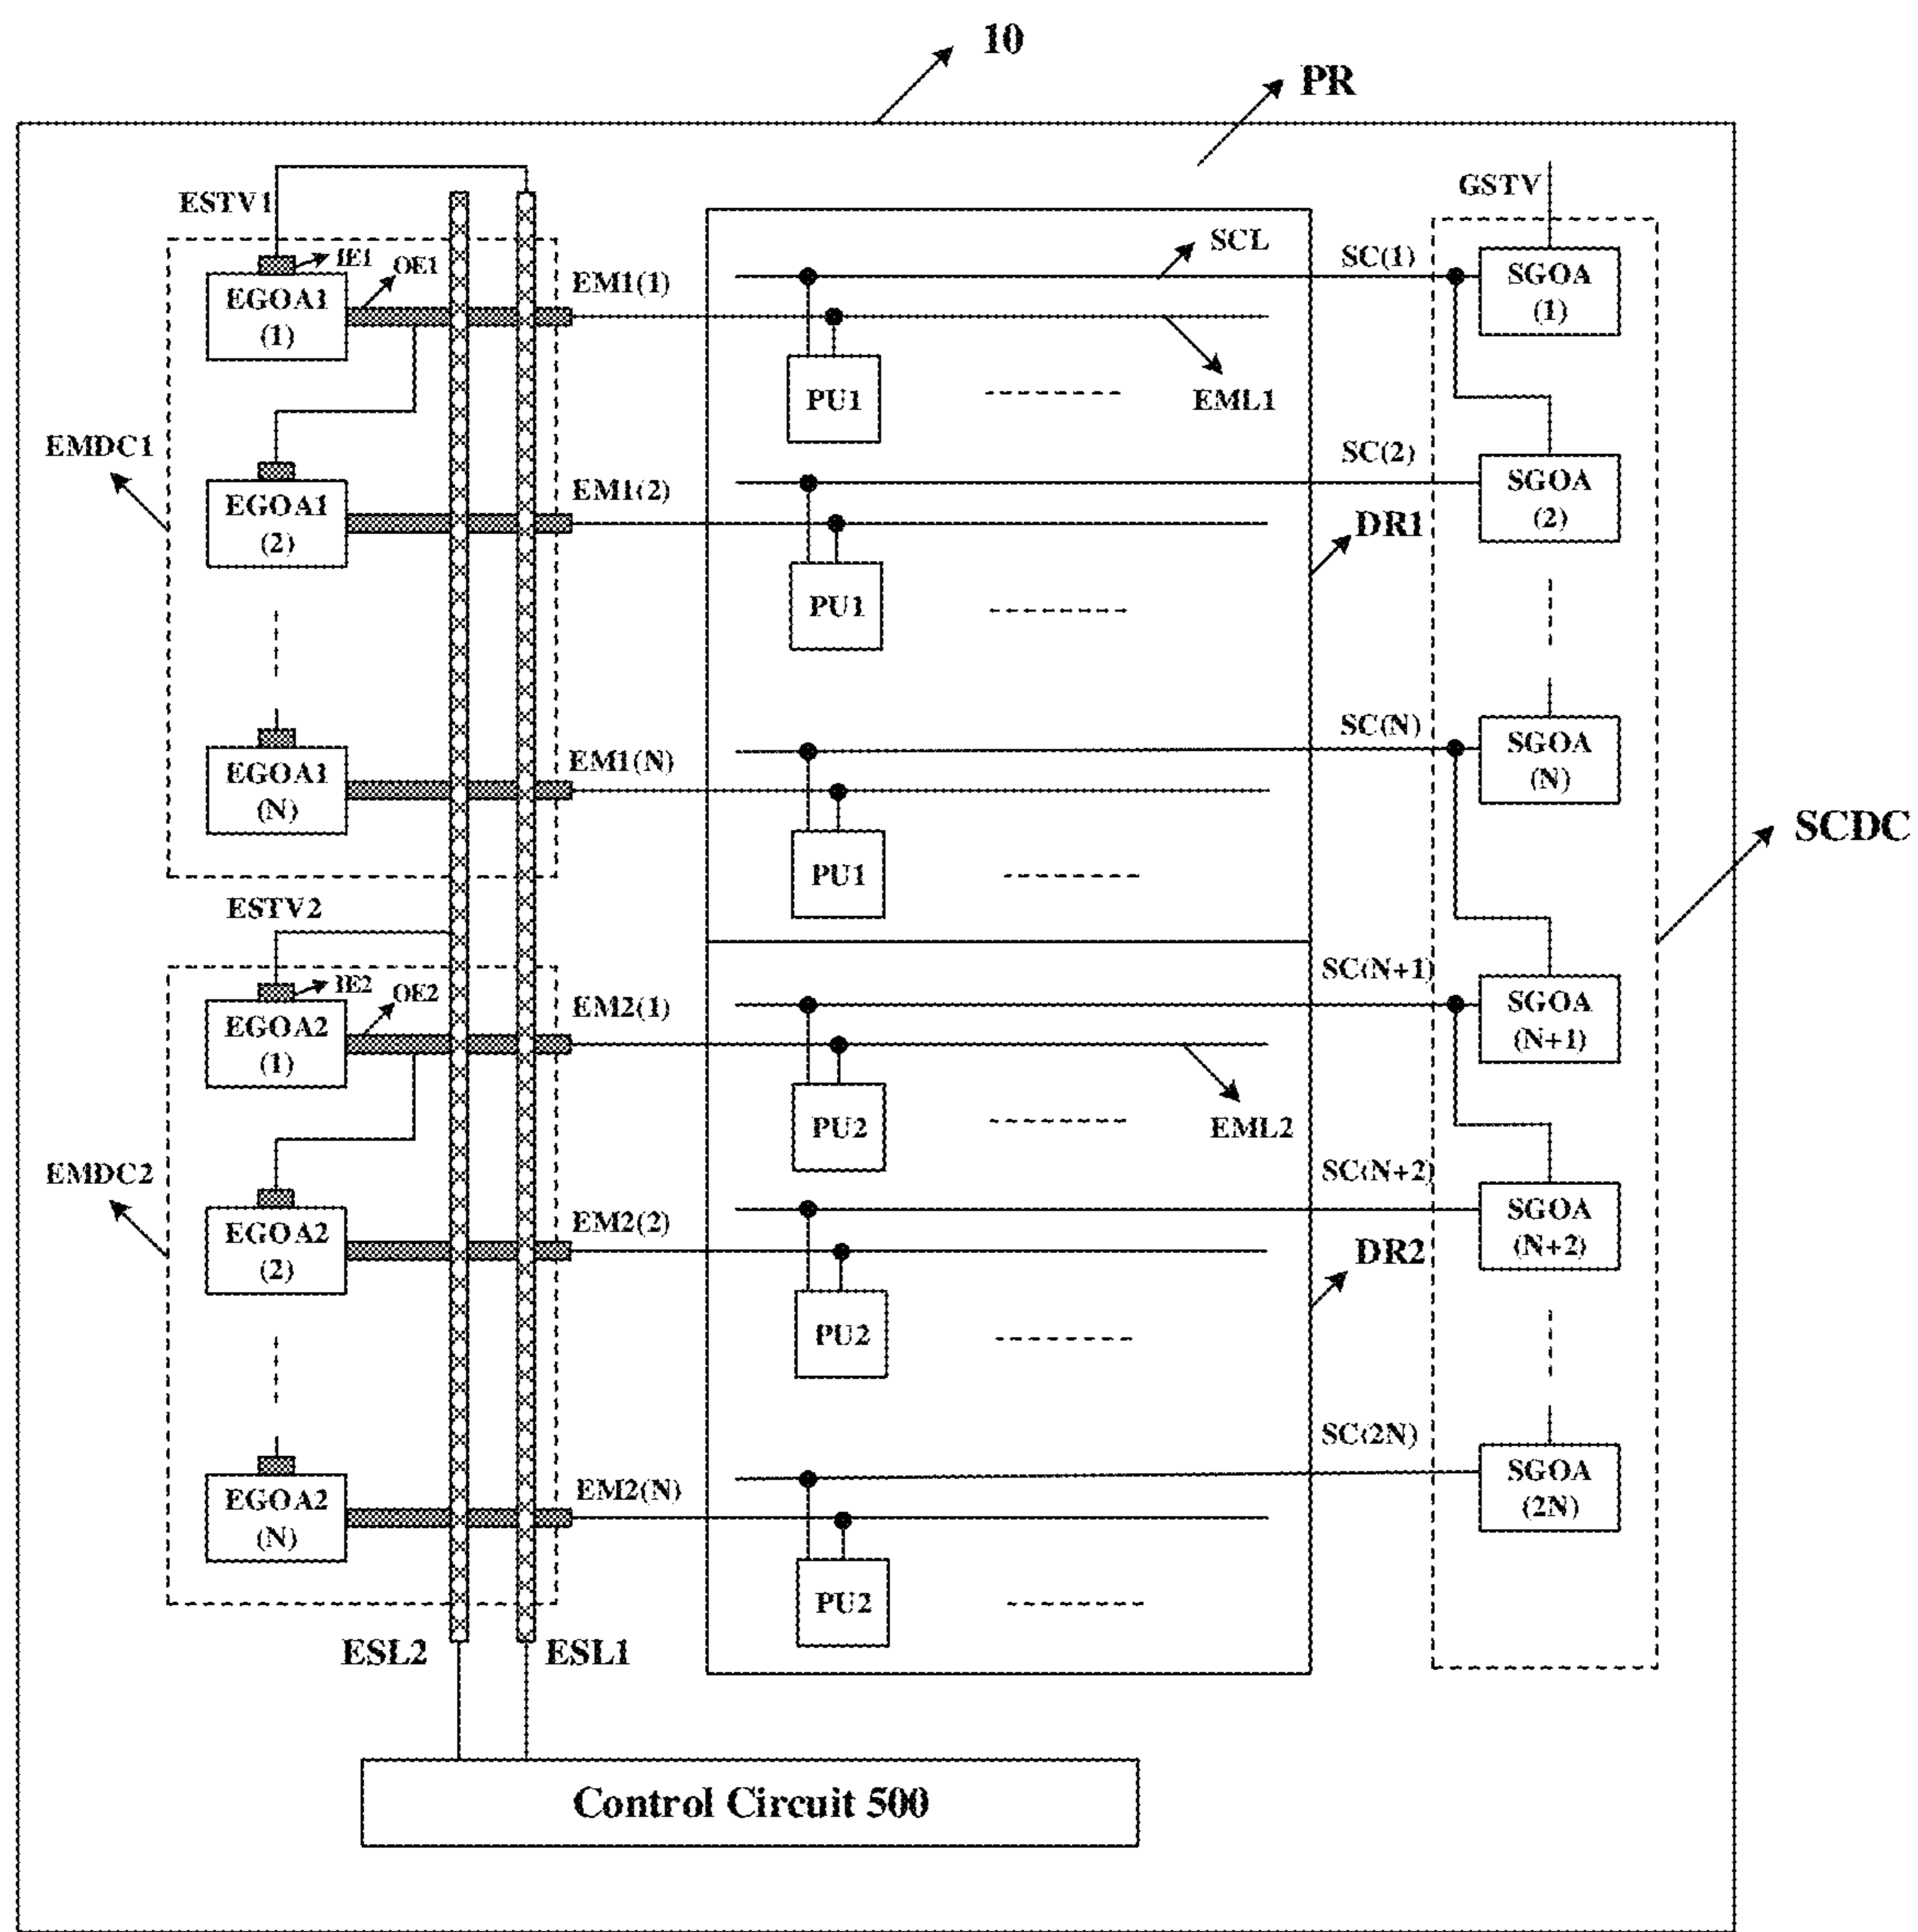 10
PR
ESTV1
GSTV
IE1
OE1
EGOA1
(1)
EM1(1)
SCL
SC(1)
SGOA
(1)
PU1
EML1
EMDC1
EGOA1
(2)
EM1(2)
SC(2)
SGOA
(2)
DR1
PU1
EGOA1
(N)
EM1(N)
SC(N)
SGOA
(N)
SCDC
PU1
ESTV2
IE2
OE2
EGOA2
(1)
EM2(1)
SC(N+1)
SGOA
(N+1)
PU2
EML2
EMDC2
EGOA2
(2)
EM2(2)
SC(N+2)
SGOA
(N+2)
DR2
PU2
EGOA2
(N)
EM2(N)
SC(2N)
SGOA
(2N)
PU2
ESL2
ESL1
Control Circuit 500